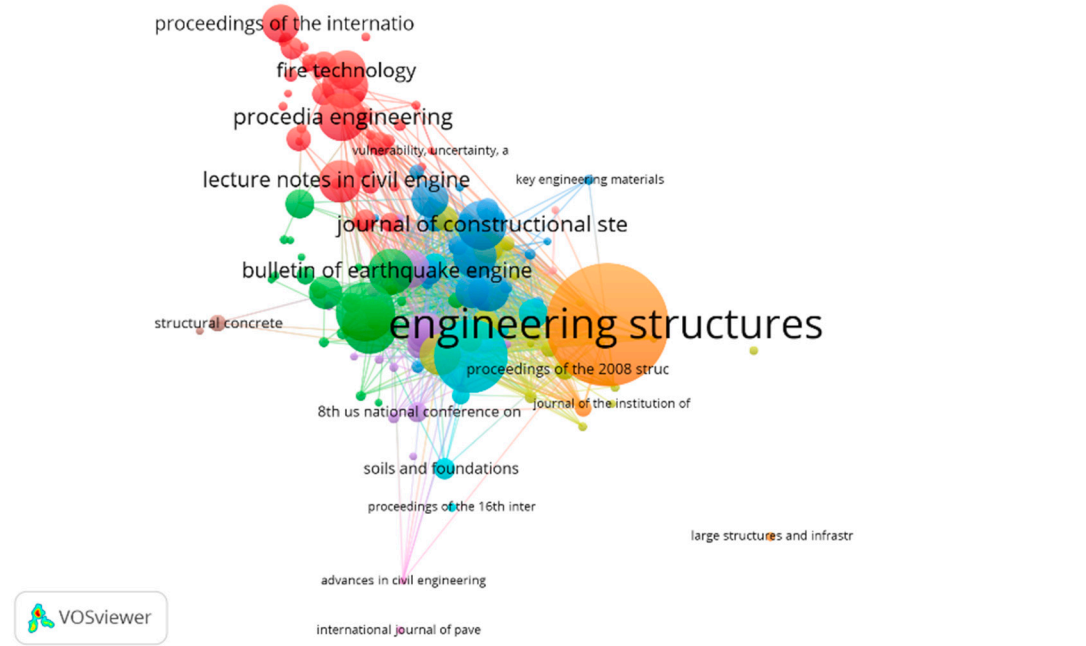 proceedings of the internatio
fire technology
procedia engineering
vulnerability, uncertainty, a
lecture notes in civil engine
key engineering materials
journal of constructional ste
bulletin of earthquake engine
structural concrete
engineering structures
proceedings of the 2008 struc
journal of the institution of
8th us national conference on
soils and foundations
proceedings of the 16th inter
large structures and infrastr
advances in civil engineering
international journal of pave
VOSviewer